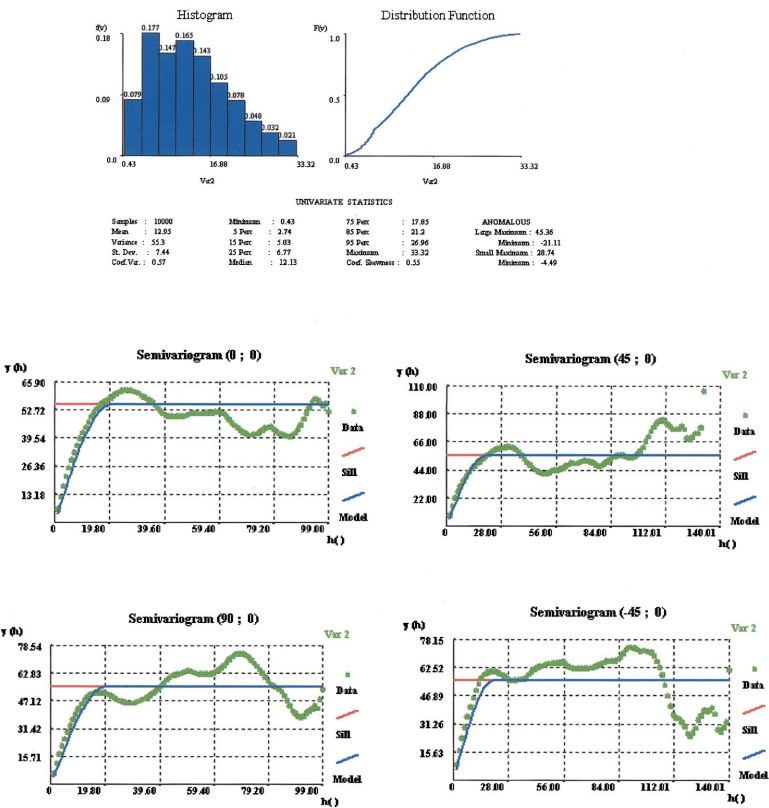 Histogram
f(v)
0.18
0.09
0.0
0.079
0.177
0.147
0.165
0.143
0.105
0.078
0.048
0.032
0.021
0.43
16.88
33.32
Var2
Distribution Function
F(v)
1.0
0.5
0.0
0.43
16.88
33.32
Var2
UNIVARIATE STATISTICS
Samples : 10000 Minimum : 0.43 75 Perc : 17.85 ANOMALOUS
Mean : 12.95 5 Perc : 2.74 85 Perc : 21.2 Large Maximum : 45.36
Variance : 55.3 15 Perc : 5.03 95 Perc : 26.96 Minimum : -21.11
St. Dev. : 7.44 25 Perc : 6.77 Maximum : 33.32 Small Maximum : 28.74
Coef.Var. : 0.57 Median : 12.13 Coef. Skewness : 0.55 Minimum : -4.49
Semivariogram (0 ; 0)
γ (h)
Var 2
65.90
52.72
39.54
26.36
13.18
0 19.80 39.60 59.40 79.20 99.00
h( )
Data
Sill
Model
Semivariogram (45 ; 0)
γ (h)
Var 2
110.00
88.00
66.00
44.00
22.00
0 28.00 56.00 84.00 112.01 140.01
h( )
Data
Sill
Model
Semivariogram (90 ; 0)
γ (h)
Var 2
78.54
62.83
47.12
31.42
15.71
0 19.80 39.60 59.40 79.20 99.00
h( )
Data
Sill
Model
Semivariogram (-45 ; 0)
γ (h)
Var 2
78.15
62.52
46.89
31.26
15.63
0 28.00 56.00 84.00 112.01 140.01
h( )
Data
Sill
Model